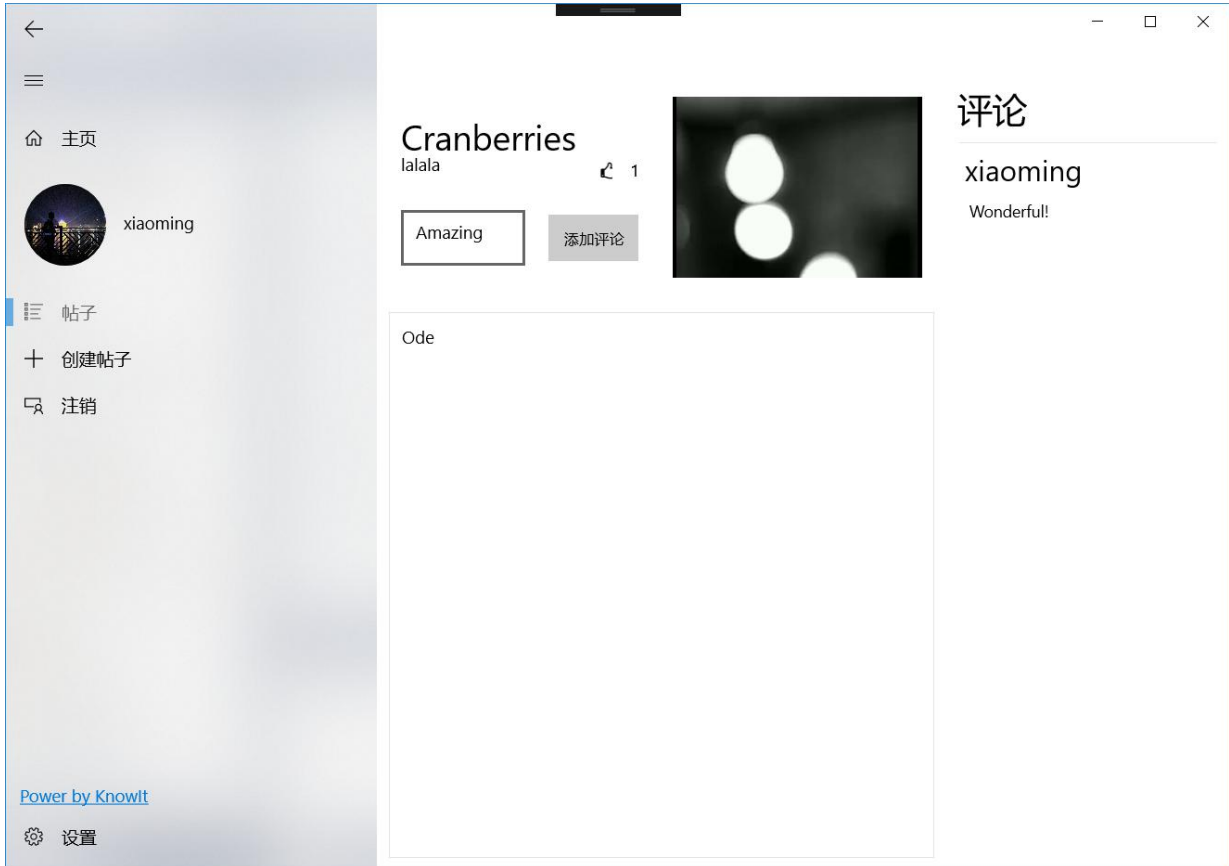 主页
xiaoming
帖子
创建帖子
注销
Power by KnowIt
设置
Cranberries
lalala
1
Amazing
添加评论
Ode
评论
xiaoming
Wonderful!